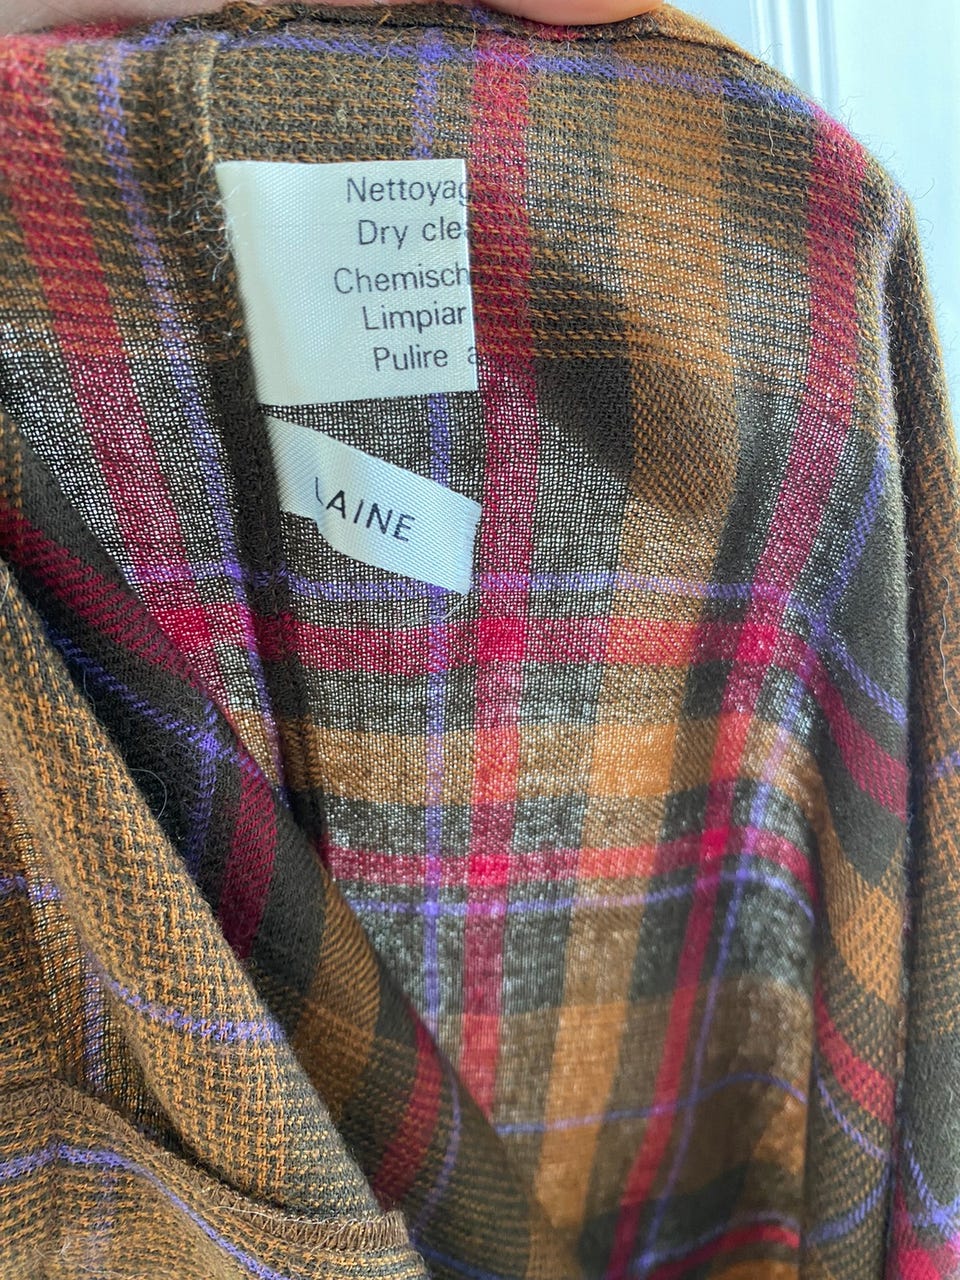 Nettoyag
Dry clea
Chemisch
Limpiar
Pulire a
LAINE